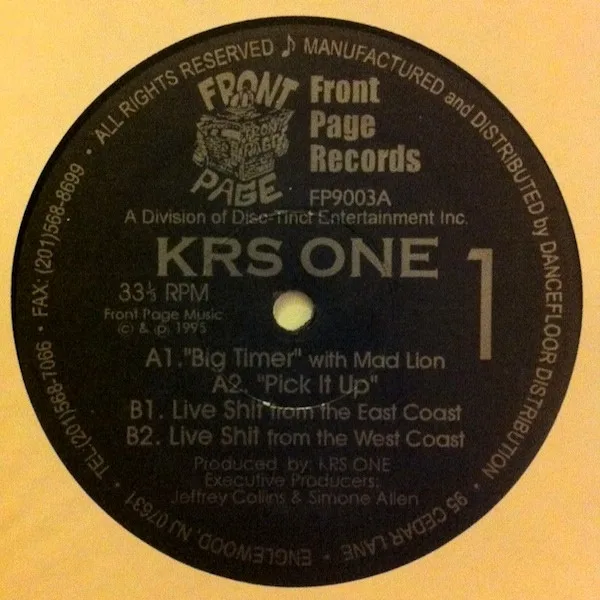 • ALL RIGHTS RESERVED ♪ MANUFACTURED and DISTRIBUTED by DANCEFLOOR DISTRIBUTION • 95 CEDAR LANE • ENGLEWOOD, NJ 07631 • TEL:(201)568-7066 • FAX: (201)568-8699
FRONT
FRONT
PAGE
PAGE
Front
Page
Records
FP9003A
A Division of Disc-Tinct Entertainment Inc.
KRS ONE
1
33⅓ RPM
Front Page Music
(c) & (p) 1995
A1."Big Timer" with Mad Lion
A2. "Pick It Up"
B1. Live Shit from the East Coast
B2. Live Shit from the West Coast
Produced by: KRS ONE
Executive Producers:
Jeffrey Collins & Simone Allen